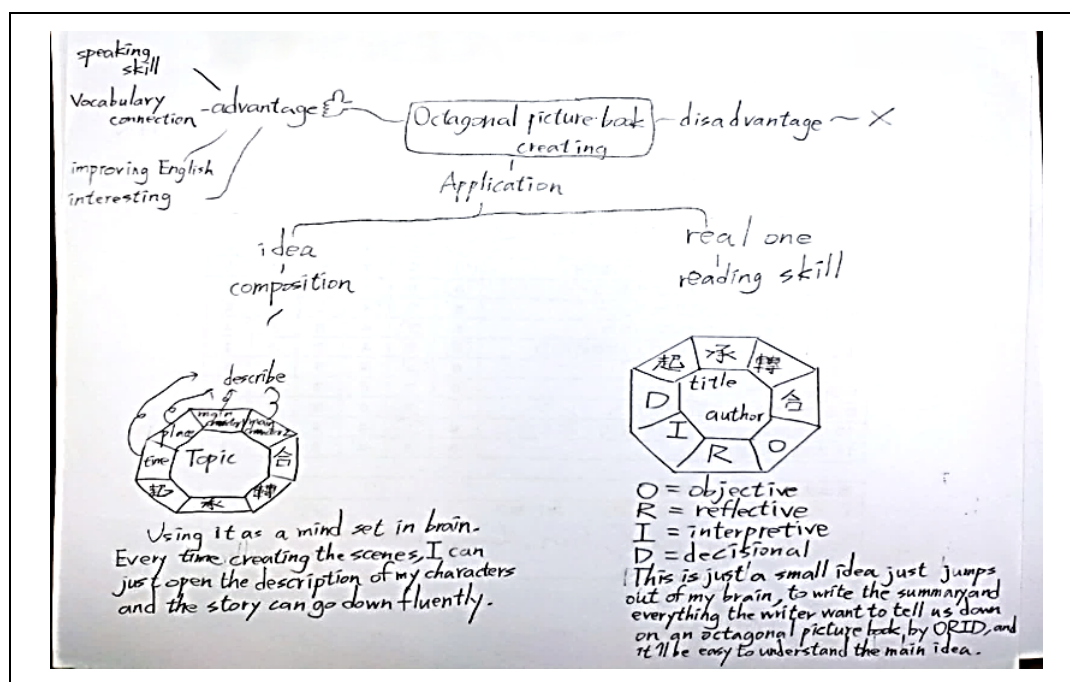 speaking
skill
Vocabulary
connection
advantage
improving English
interesting
Octagonal picture book
creating
disadvantage ~ X
Application
idea
composition
real one
reading skill
describe
time
place
main character
main character 2
合
轉
承
起
Topic
Using it as a mind set in brain.
Every time creating the scenes, I can
just open the description of my characters
and the story can go down fluently.
起
承
轉
合
O
R
I
D
title
author
O = objective
R = reflective
I = interpretive
D = decisional
This is just a small idea just jumps
out of my brain, to write the summary and
everything the writer want to tell us down
on an octagonal picture book, by ORID, and
it'll be easy to understand the main idea.